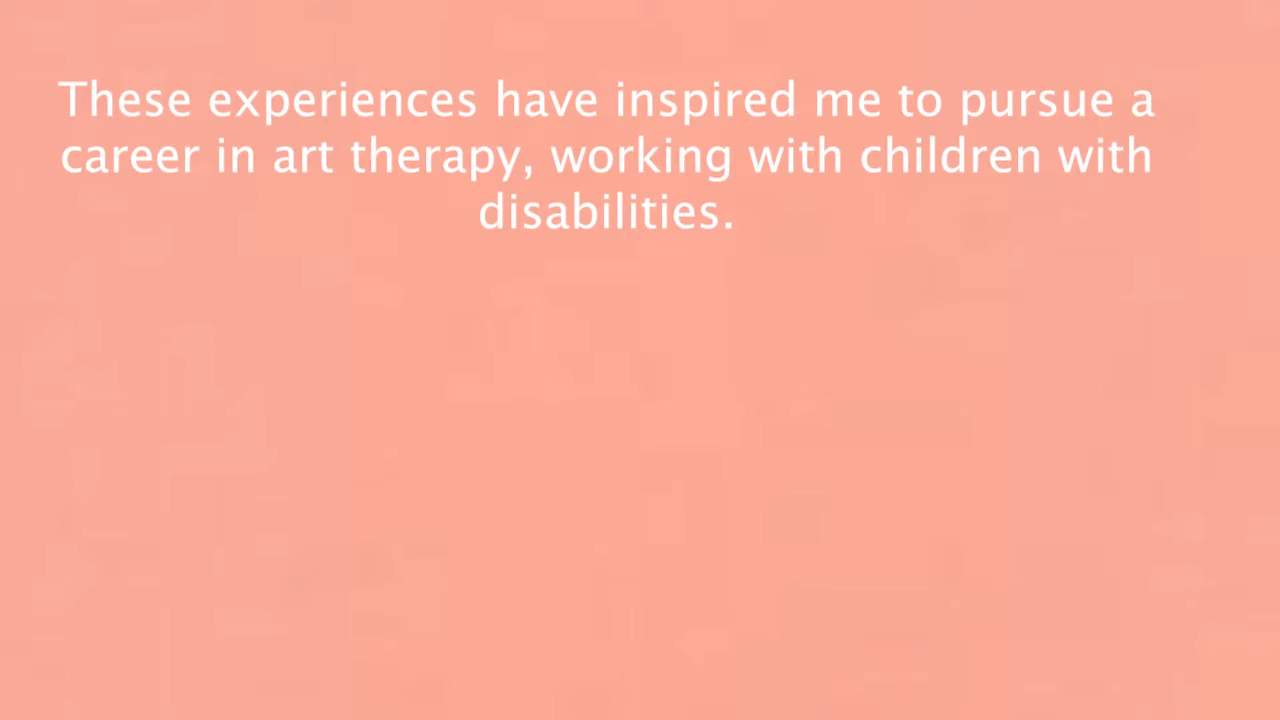 These experiences have inspired me to pursue a
career in art therapy, working with children with
disabilities.